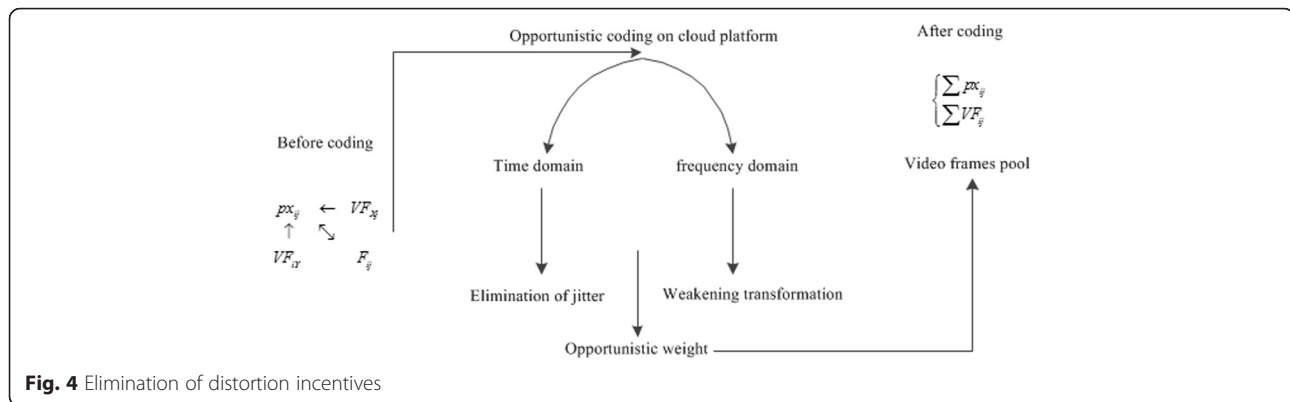 Opportunistic coding on cloud platform
After coding
{∑ px_ij
∑ VF_ij
Before coding
Time domain
frequency domain
Video frames pool
px_ij ← VF_Xj
↑ ⤡
VF_iY F_ij
Elimination of jitter
Weakening transformation
Opportunistic weight
Fig. 4 Elimination of distortion incentives